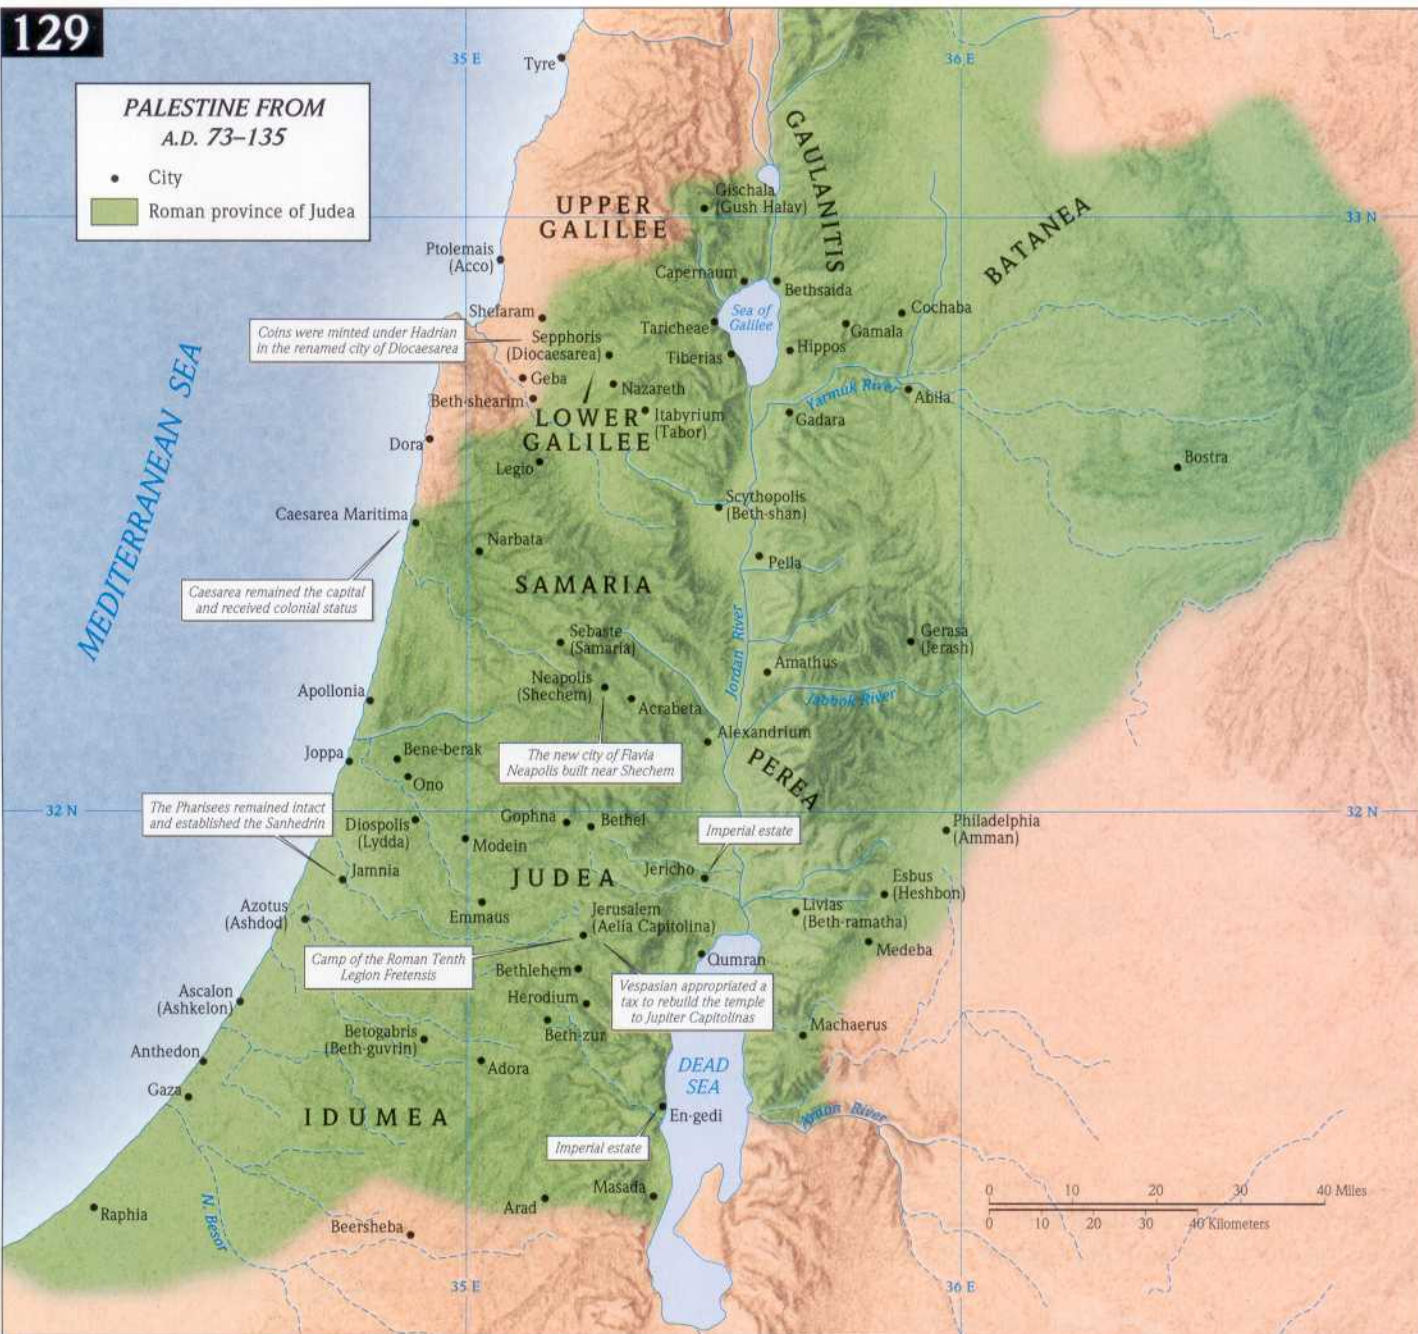 129
35 E
36 E
Tyre
PALESTINE FROM
A.D. 73–135
City
Roman province of Judea
GAULANITIS
Gischala
(Gush Halav)
UPPER
GALILEE
33 N
BATANEA
Ptolemais
(Acco)
Capernaum
Bethsaida
Shefaram
Sea of
Galilee
Cochaba
Coins were minted under Hadrian
in the renamed city of Diocaesarea
Sepphoris
(Diocaesarea)
Taricheae
Gamala
Tiberias
Hippos
Geba
Nazareth
Yarmuk River
Abila
Beth-shearim
LOWER
GALILEE
Itabyrium
(Tabor)
Gadara
MEDITERRANEAN SEA
Dora
Legio
Bostra
Scythopolis
(Beth-shan)
Caesarea Maritima
Narbata
Pella
SAMARIA
Caesarea remained the capital
and received colonial status
Sebaste
(Samaria)
Jordan River
Gerasa
(Jerash)
Amathus
Neapolis
(Shechem)
Apollonia
Acrabeta
Jabbok River
Alexandrium
Joppa
Bene-berak
The new city of Flavia
Neapolis built near Shechem
PEREA
Ono
32 N
32 N
The Pharisees remained intact
and established the Sanhedrin
Diospolis
(Lydda)
Gophna
Bethel
Imperial estate
Philadelphia
(Amman)
Modein
Jamnia
JUDEA
Jericho
Esbus
(Heshbon)
Azotus
(Ashdod)
Emmaus
Jerusalem
(Aelia Capitolina)
Livias
(Beth-ramatha)
Medeba
Camp of the Roman Tenth
Legion Fretensis
Bethlehem
Qumran
Vespasian appropriated a
tax to rebuild the temple
to Jupiter Capitolinas
Ascalon
(Ashkelon)
Herodium
Betogabris
(Beth-guvrin)
Beth-zur
Machaerus
Anthedon
Adora
DEAD
SEA
Gaza
IDUMEA
En-gedi
Arnon River
Imperial estate
N. Besor
Masada
Arad
Raphia
Beersheba
0 10 20 30 40 Miles
0 10 20 30 40 Kilometers
35 E
36 E